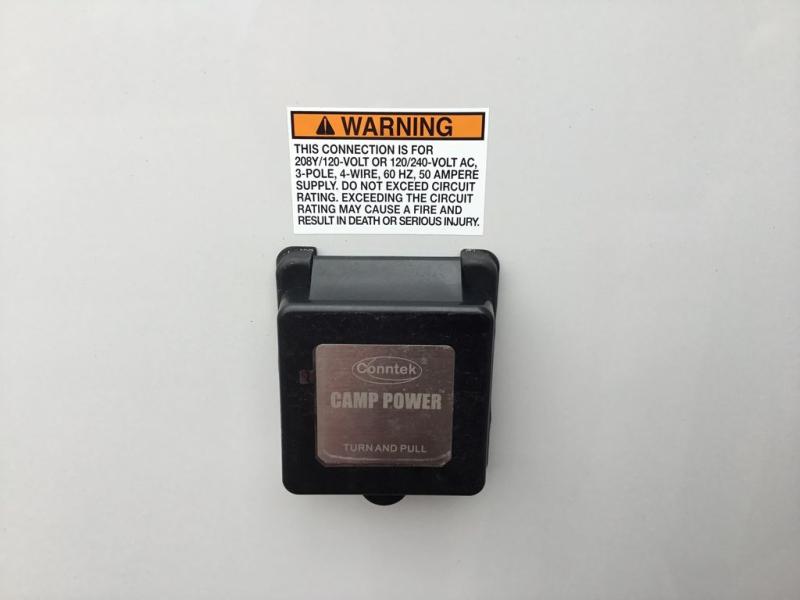 WARNING
THIS CONNECTION IS FOR
208Y/120-VOLT OR 120/240-VOLT AC,
3-POLE, 4-WIRE, 60 HZ, 50 AMPERE
SUPPLY. DO NOT EXCEED CIRCUIT
RATING. EXCEEDING THE CIRCUIT
RATING MAY CAUSE A FIRE AND
RESULT IN DEATH OR SERIOUS INJURY.
Conntek®
CAMP POWER™
TURN AND PULL